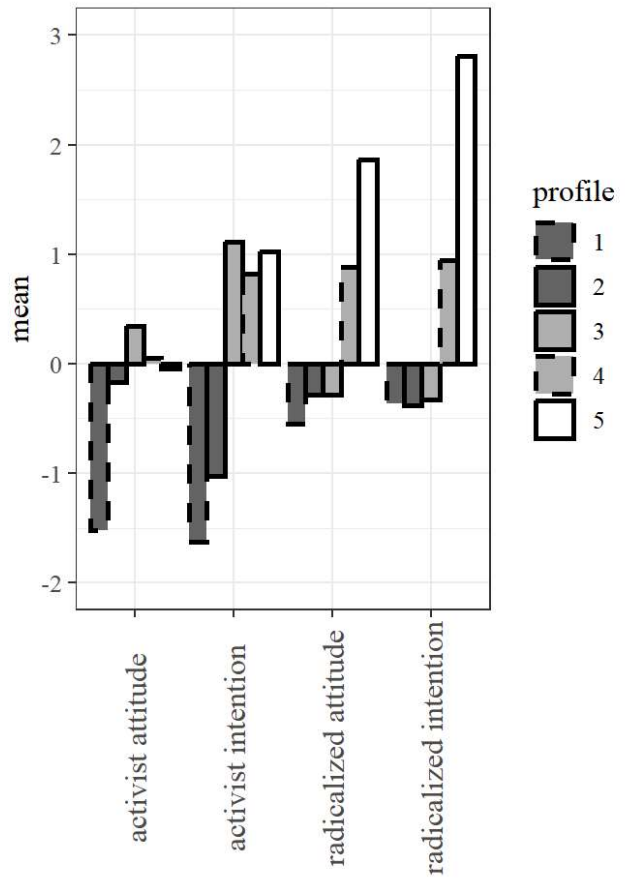 3
2
1
0
-1
-2
mean
activist attitude
activist intention
radicalized attitude
radicalized intention
profile
1
2
3
4
5